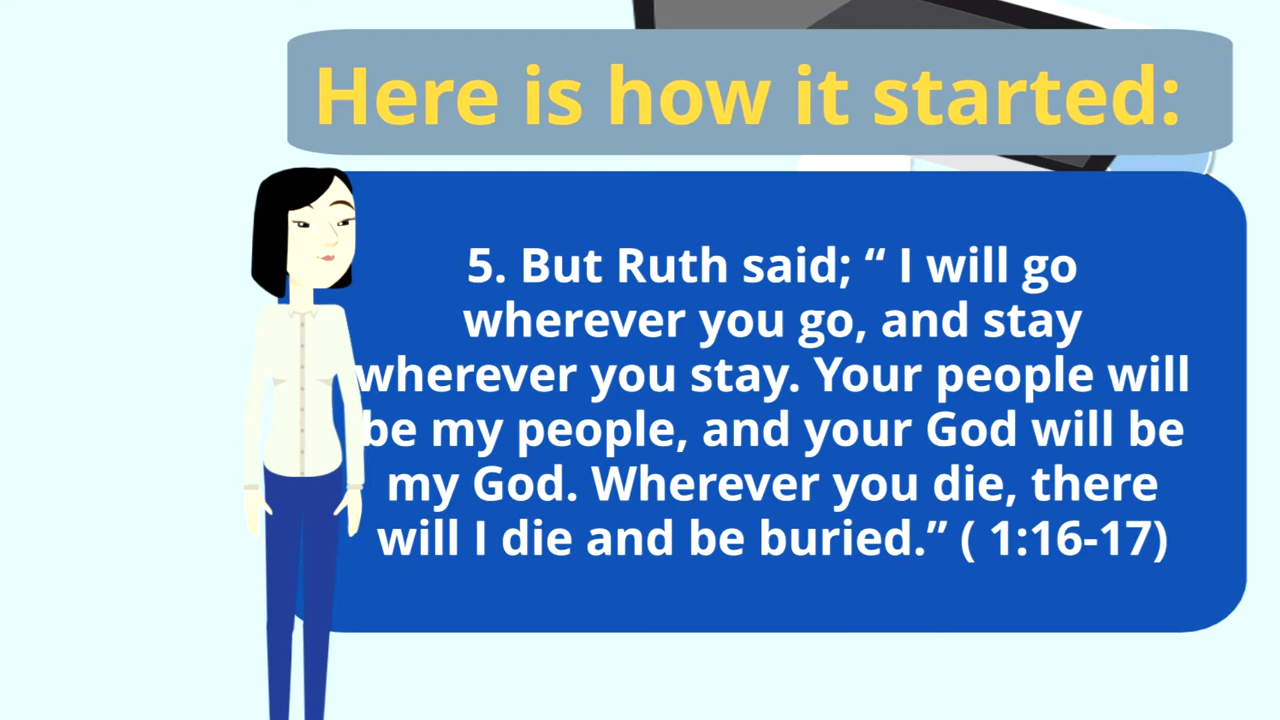 Here is how it started:
5. But Ruth said; “ I will go
wherever you go, and stay
wherever you stay. Your people will
be my people, and your God will be
my God. Wherever you die, there
will I die and be buried.” ( 1:16-17)